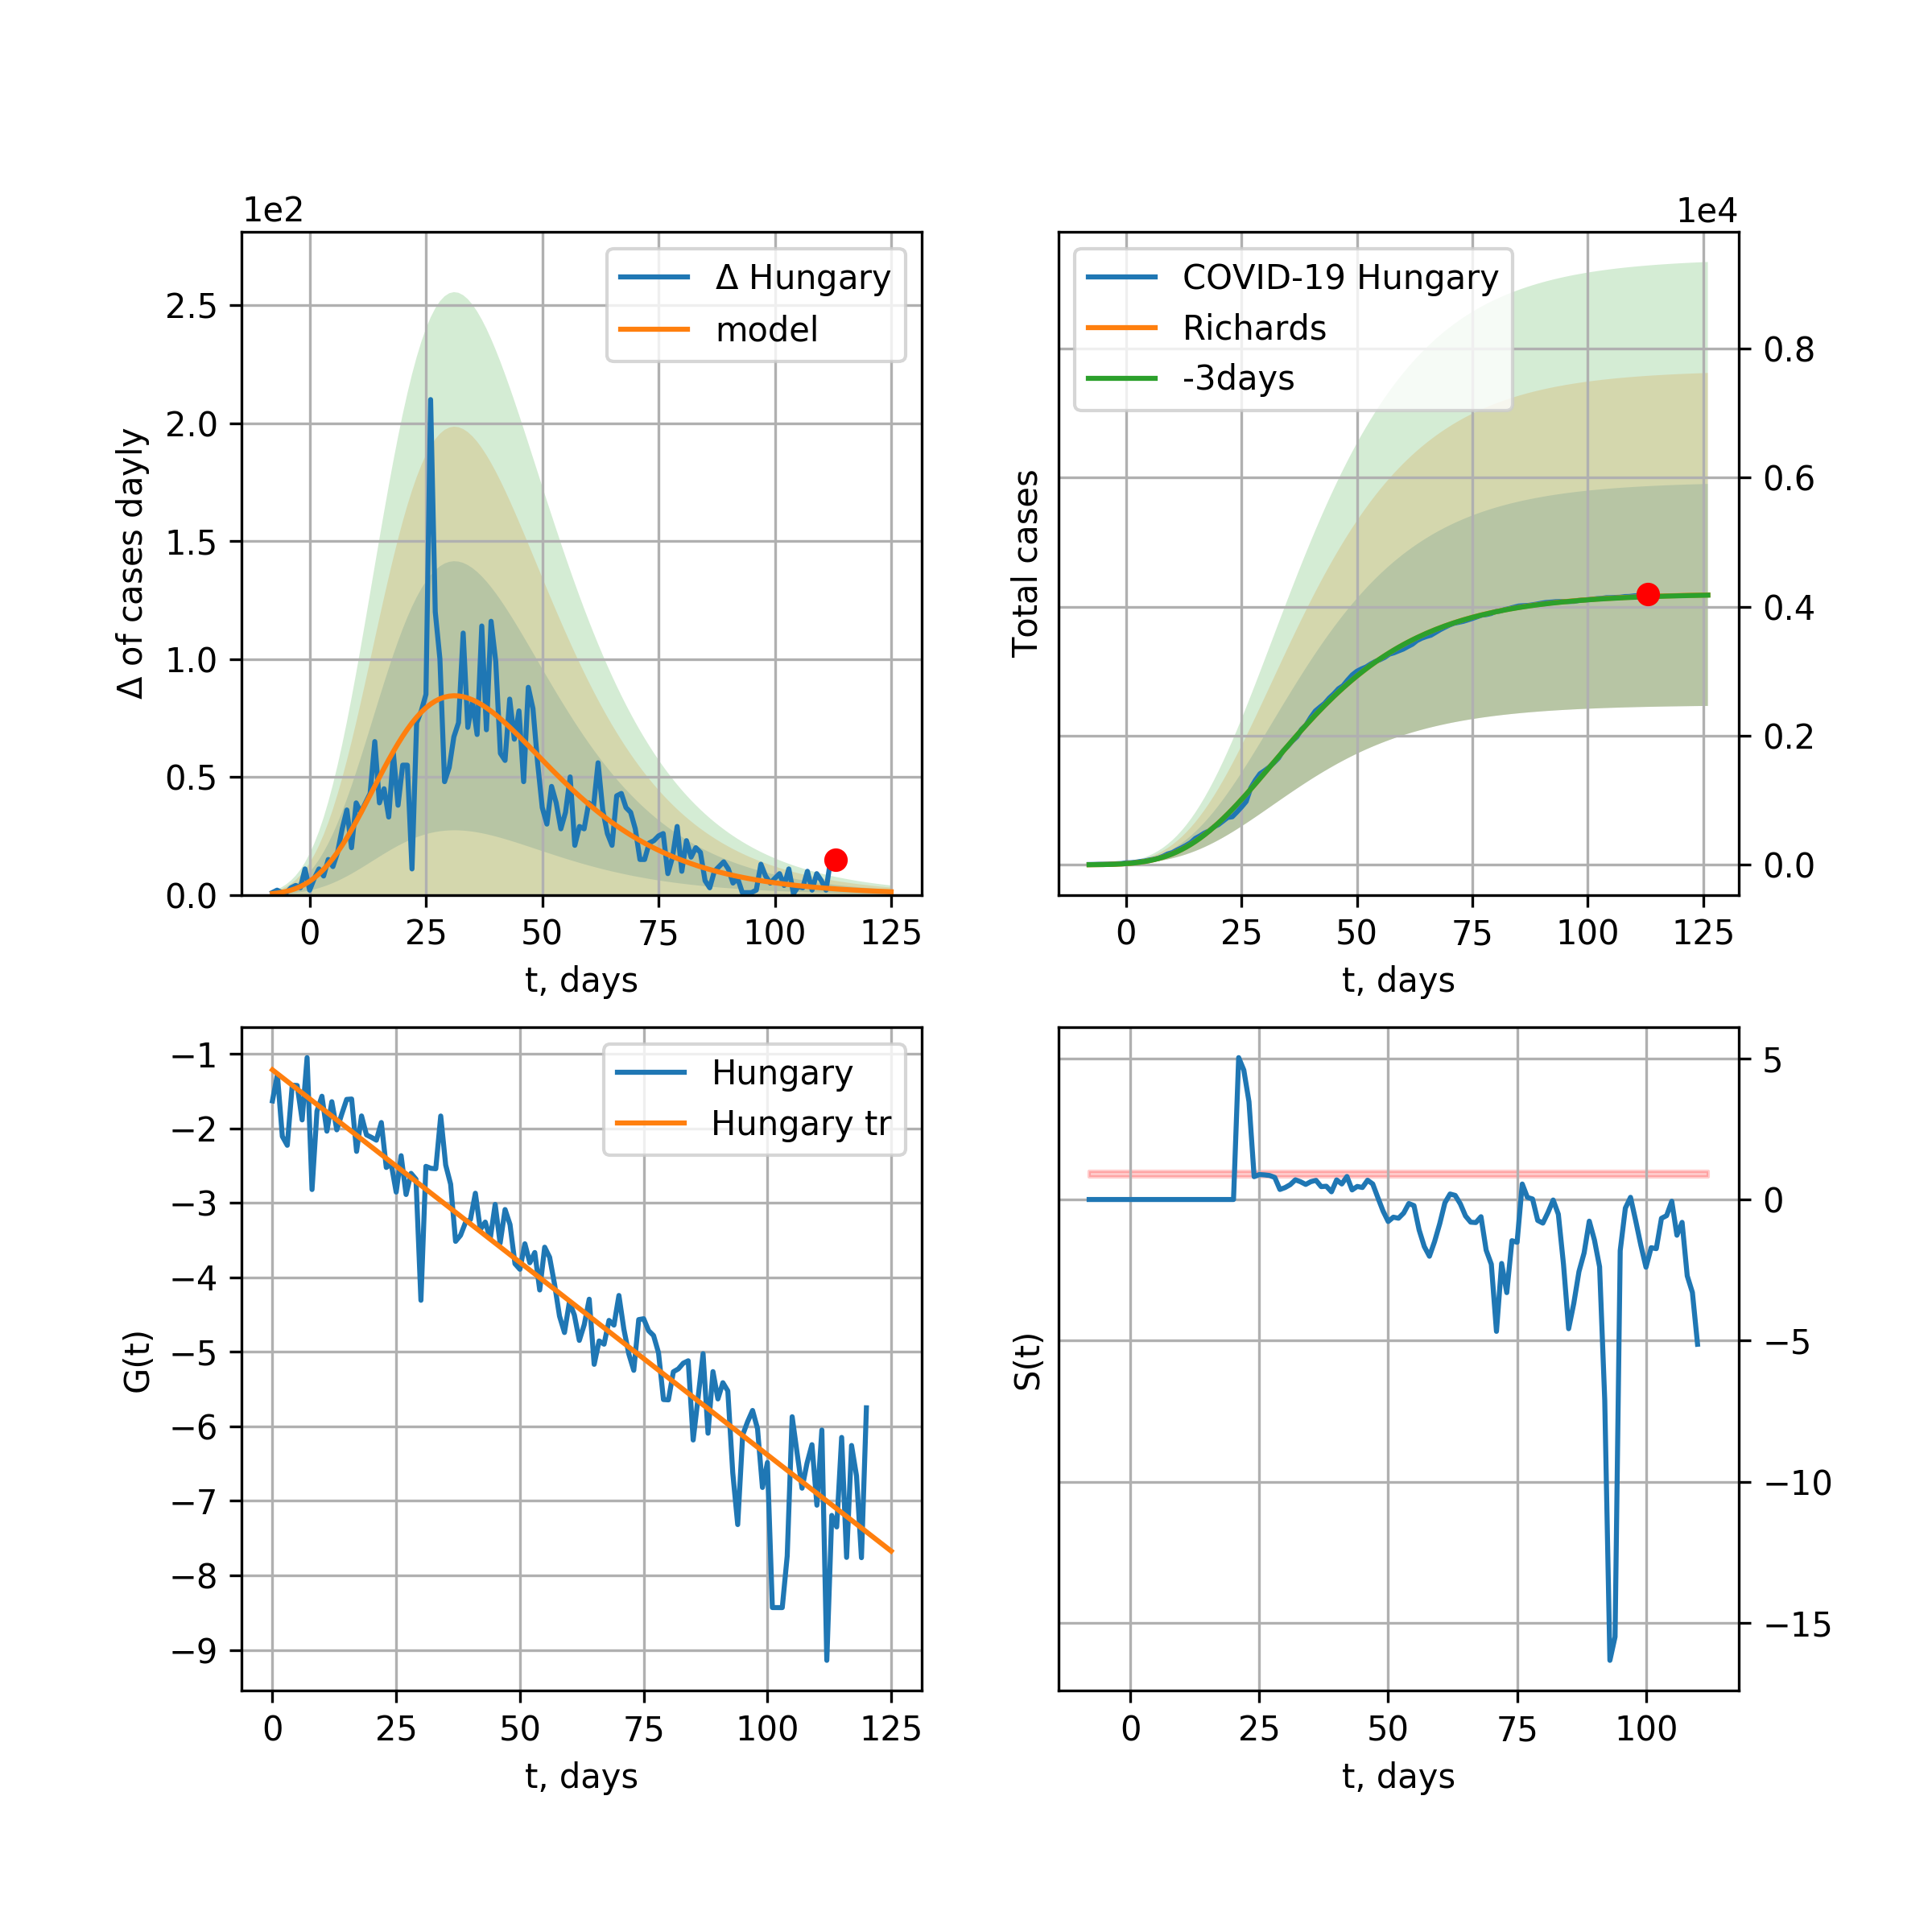 1e2
Δ of cases dayly
2.5
2.0
1.5
1.0
0.5
0.0
Δ Hungary
model
0 25 50 75 100 125
t, days
1e4
Total cases
COVID-19 Hungary
Richards
-3days
0.8
0.6
0.4
0.2
0.0
0 25 50 75 100 125
t, days
G(t)
−1
−2
−3
−4
−5
−6
−7
−8
−9
Hungary
Hungary tr
0 25 50 75 100 125
t, days
S(t)
5
0
−5
−10
−15
0 25 50 75 100
t, days